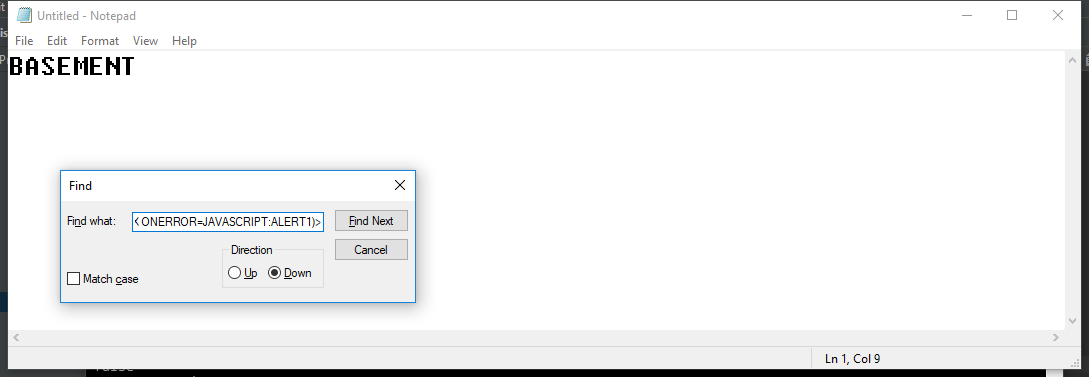 Untitled - Notepad
File Edit Format View Help
BASEMENT
Find
Find what: < ONERROR=JAVASCRIPT:ALERT1)> Find Next
Direction Cancel
Up Down
Match case
Ln 1, Col 9